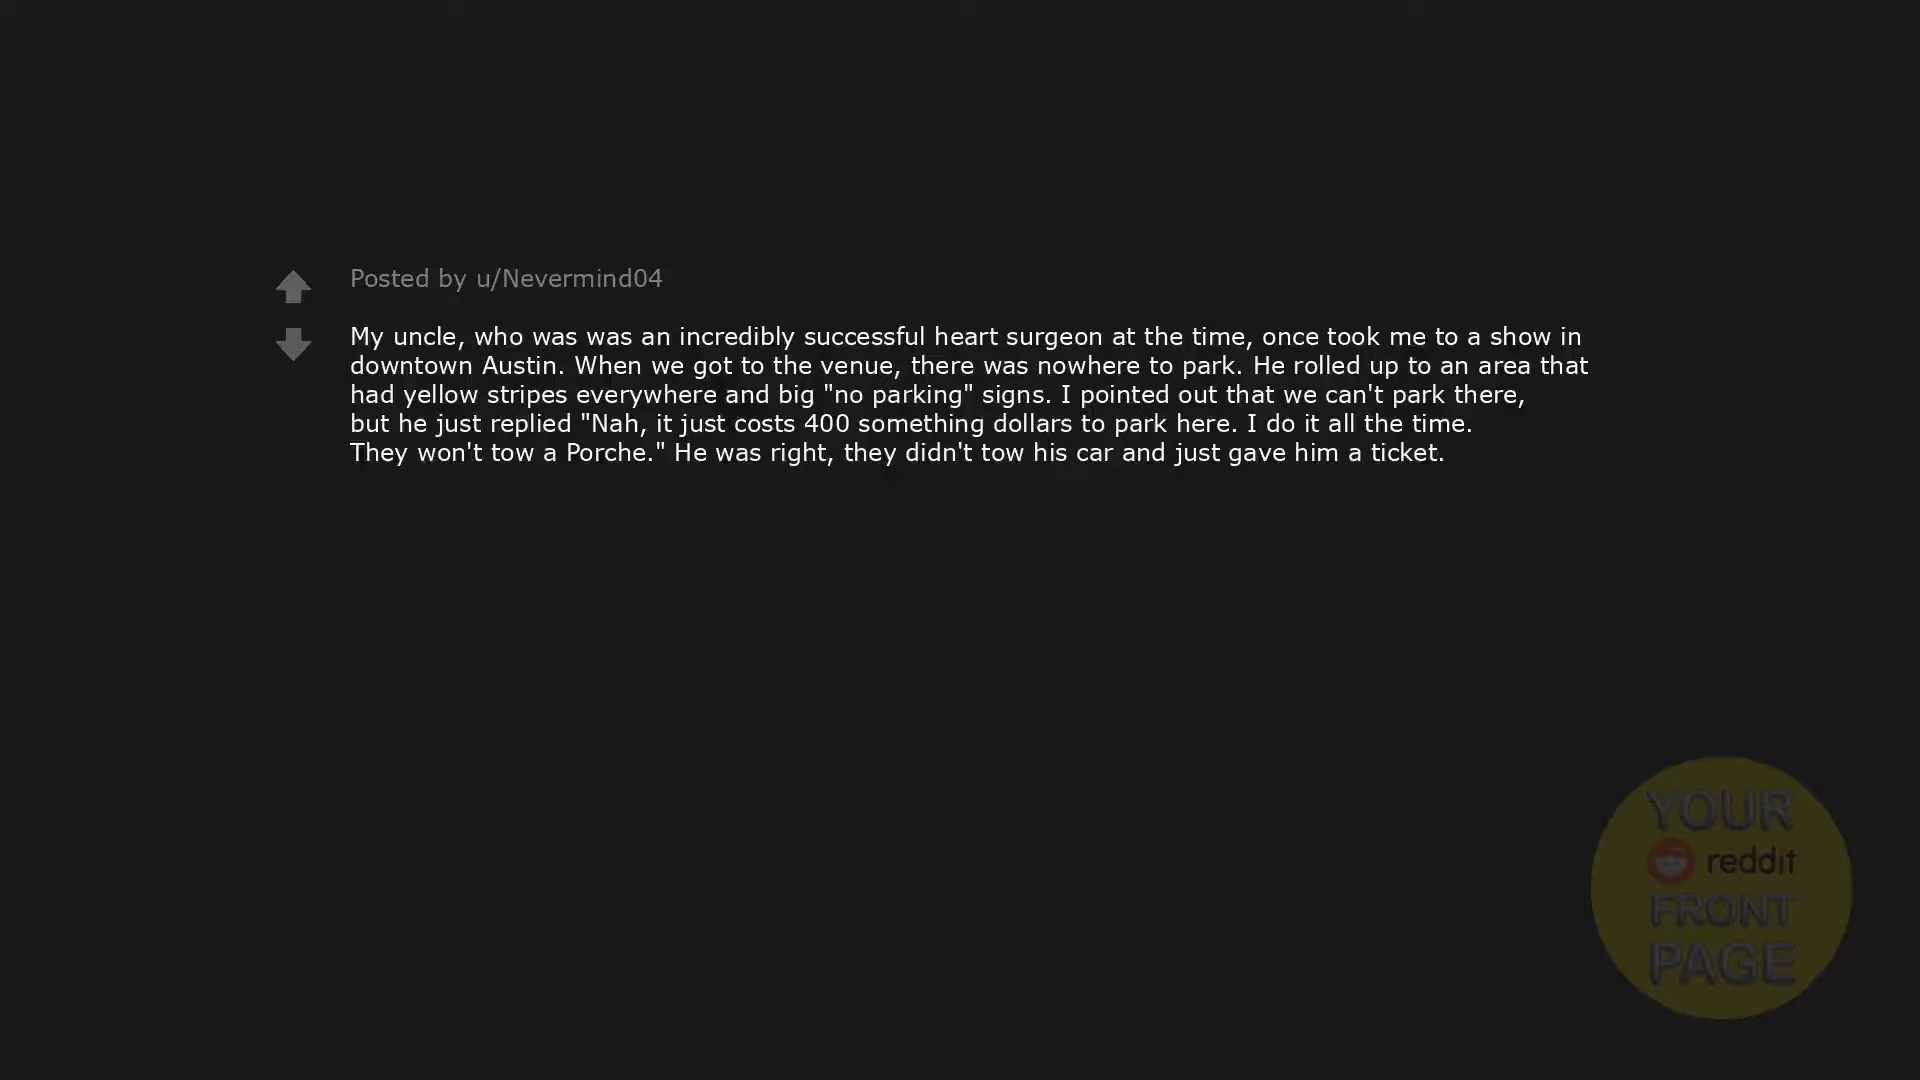 Posted by u/Nevermind04
My uncle, who was was an incredibly successful heart surgeon at the time, once took me to a show in
downtown Austin. When we got to the venue, there was nowhere to park. He rolled up to an area that
had yellow stripes everywhere and big "no parking" signs. I pointed out that we can't park there,
but he just replied "Nah, it just costs 400 something dollars to park here. I do it all the time.
They won't tow a Porche." He was right, they didn't tow his car and just gave him a ticket.
YOUR
reddit
FRONT
PAGE